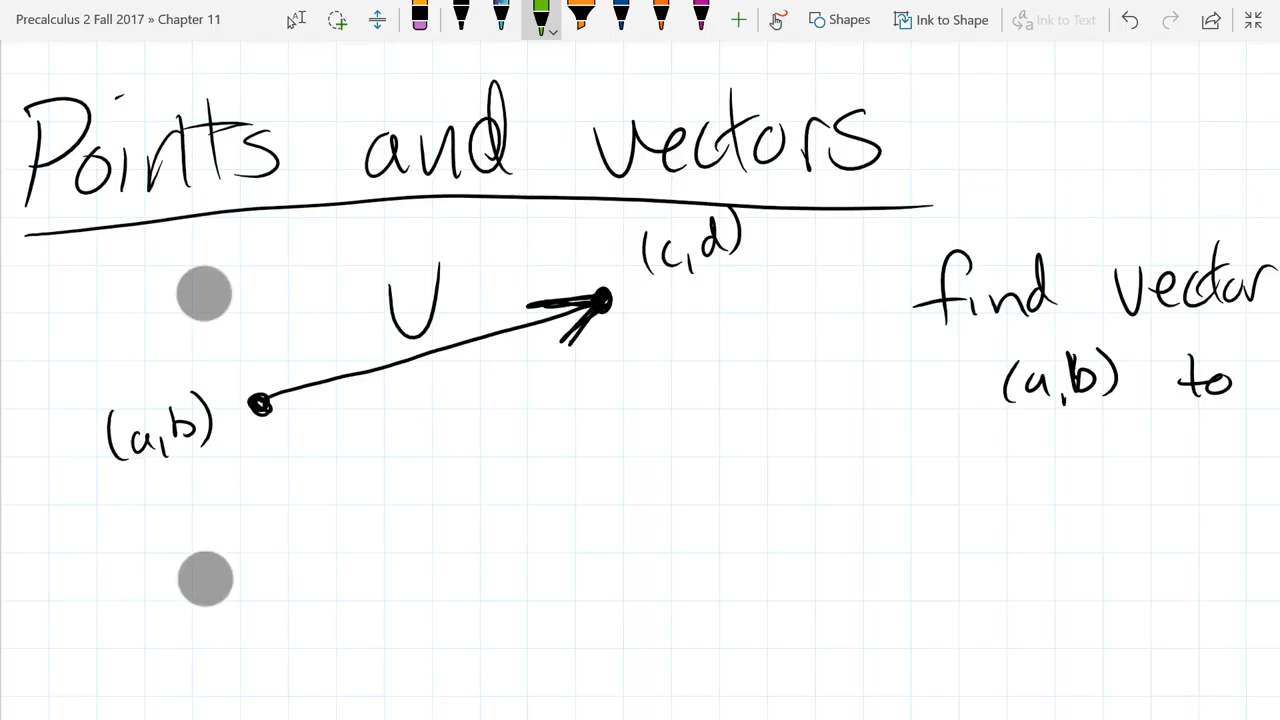 Precalculus 2 Fall 2017 » Chapter 11
Shapes
Ink to Shape
Ink to Text
Points and vectors
(c,d)
U
find vector
(a,b) to
(a,b)